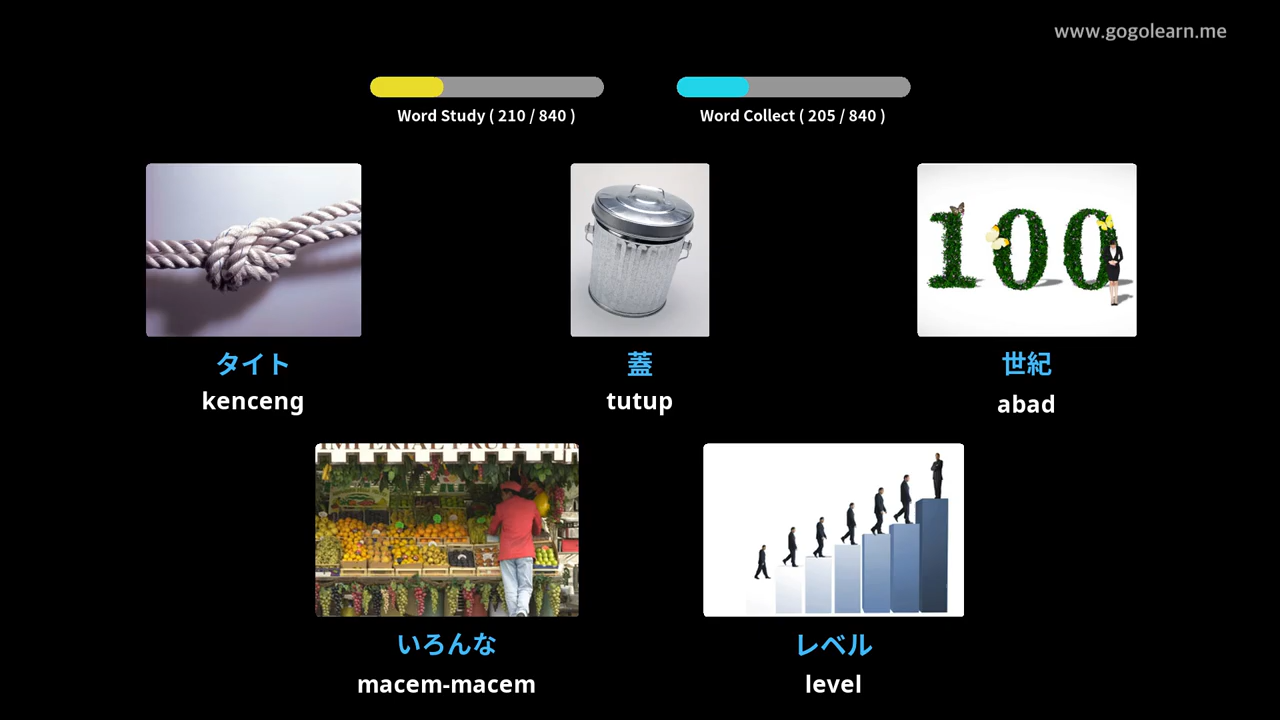 www.gogolearn.me
Word Study ( 210 / 840 )
Word Collect ( 205 / 840 )
タイト
kenceng
蓋
tutup
世紀
abad
いろんな
macem-macem
レベル
level